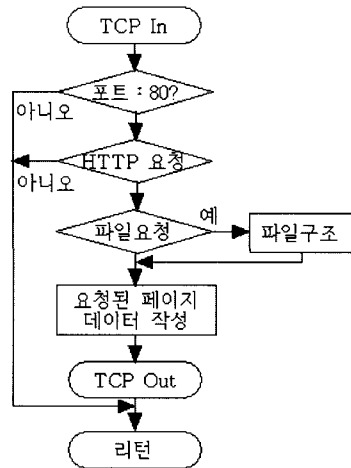 TCP In
포트 : 80?
아니오
HTTP 요청
아니오
파일요청
예
파일구조
요청된 페이지
데이터 작성
TCP Out
리턴